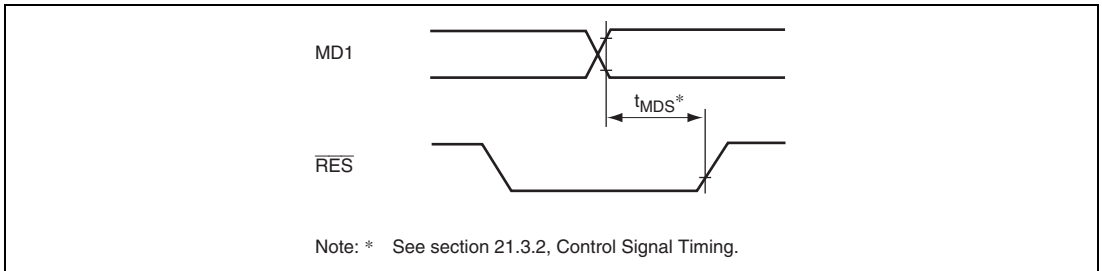 MD1
tMDS*
RES
Note: * See section 21.3.2, Control Signal Timing.